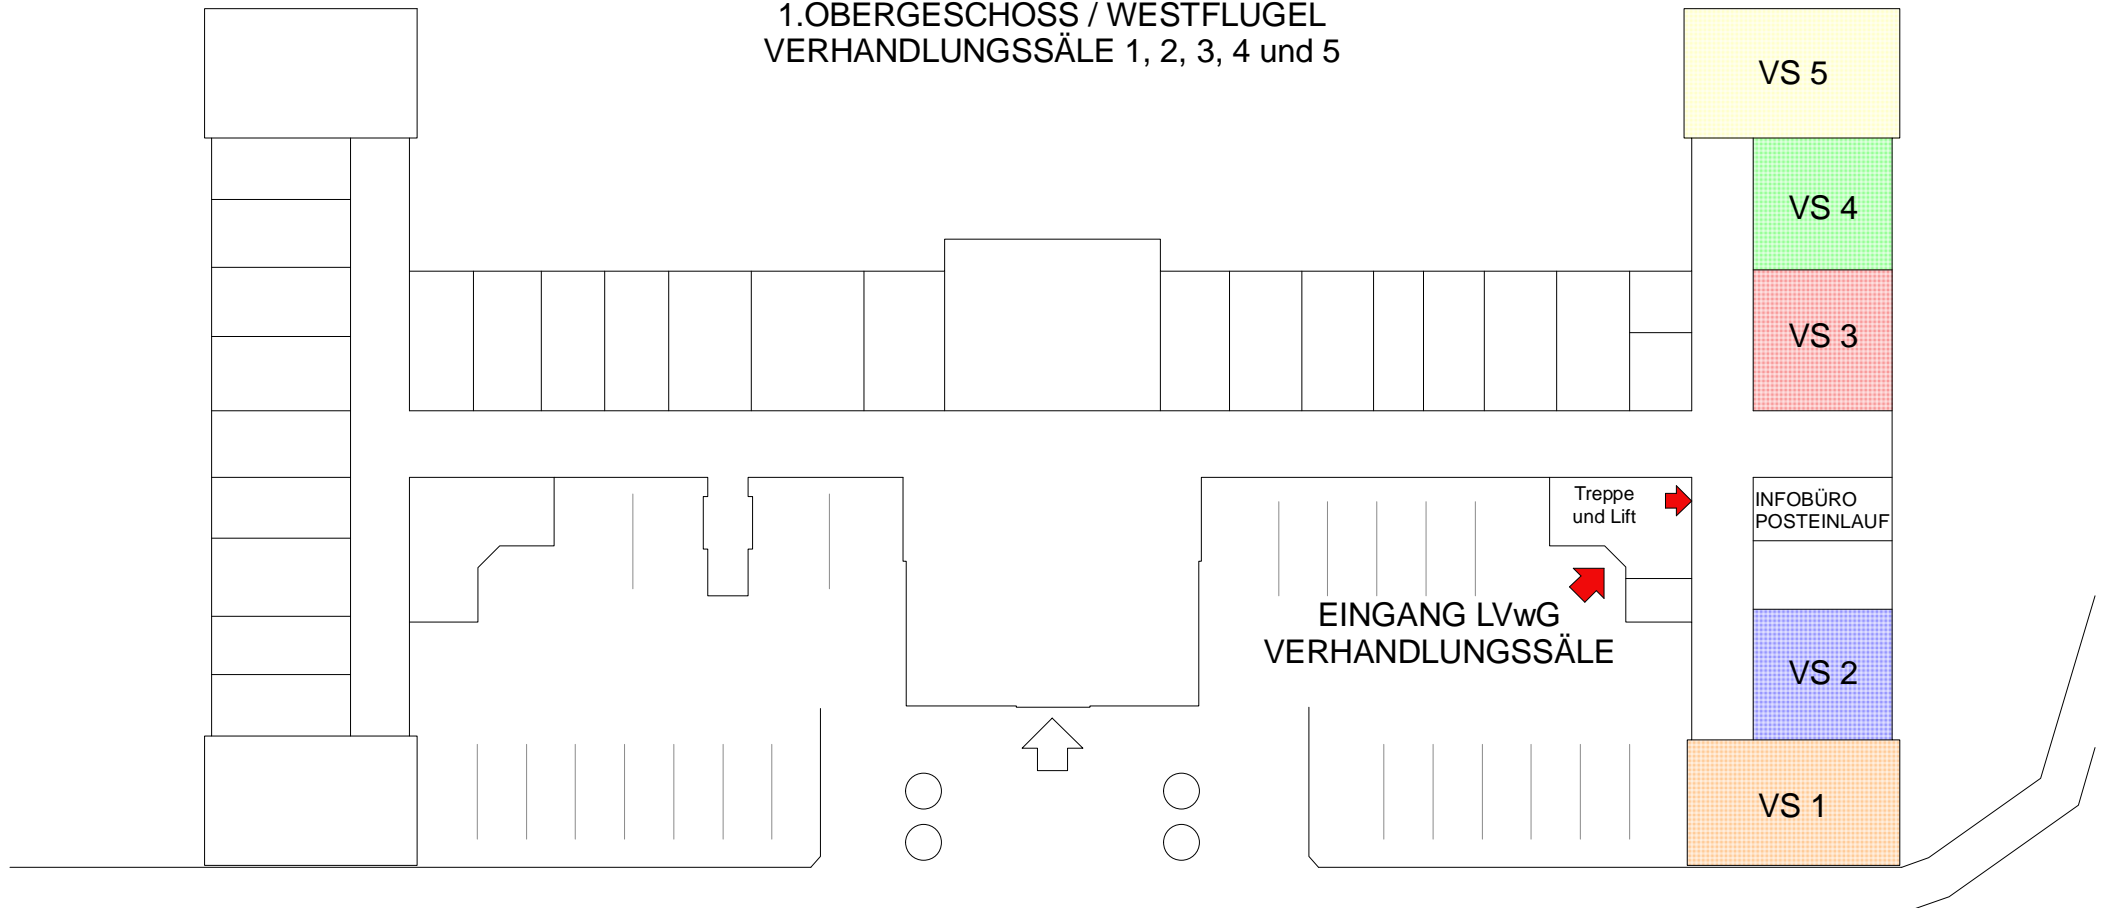 1.OBERGESCHOSS / WESTFLÜGEL
VERHANDLUNGSSÄLE 1, 2, 3, 4 und 5
VS 5
VS 4
VS 3
Treppe
und Lift
INFOBÜRO
POSTEINLAUF
EINGANG LVwG
VERHANDLUNGSSÄLE
VS 2
VS 1